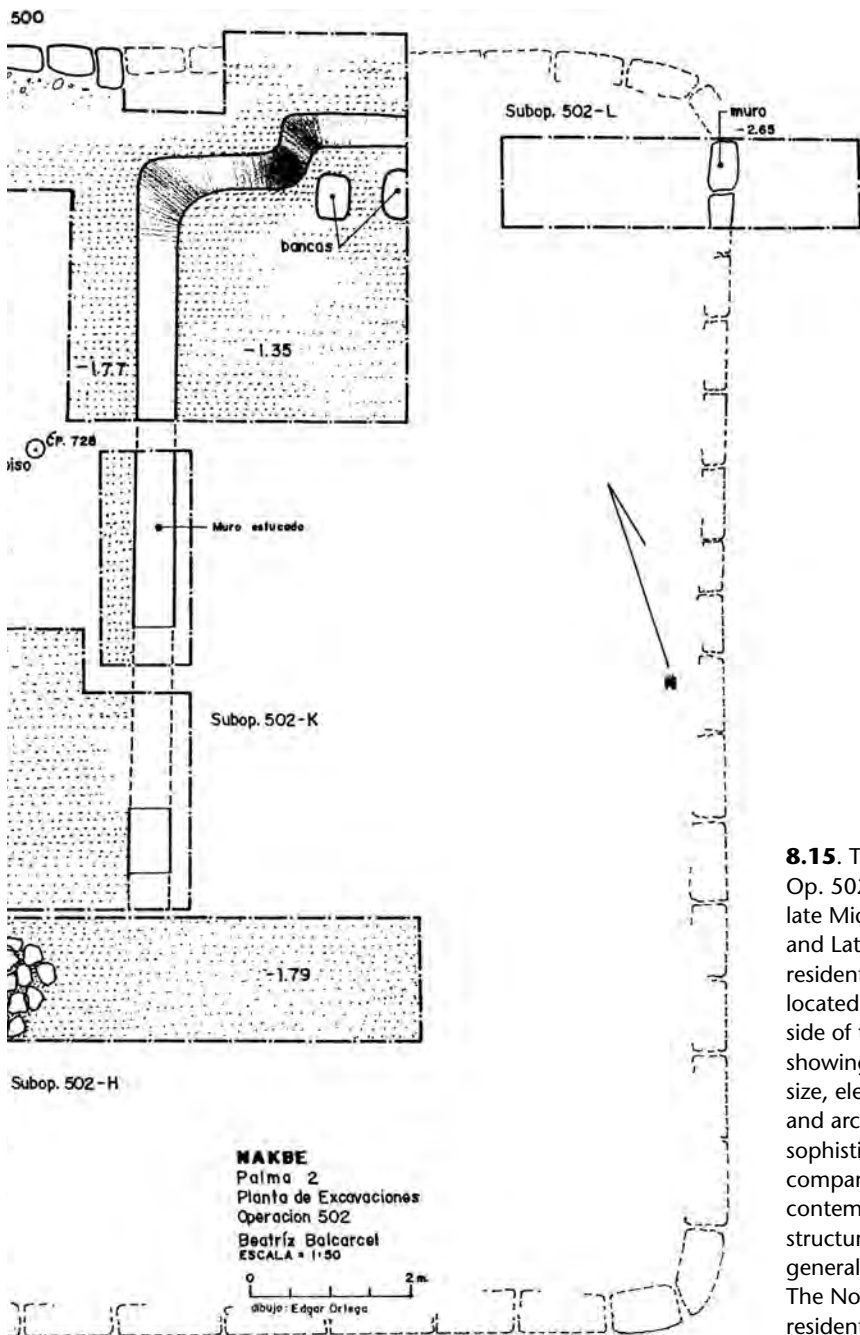 500
Subop. 502-L
muro
-2.65
bancas
-1.77
-1.35
Cp. 728
piso
Muro estucado
Subop. 502-K
-1.79
Subop. 502-H
NAKBE
Palma 2
Planta de Excavaciones
Operacion 502
Beatríz Balcarcel
ESCALA = 1:50
0 2 m.
dibujo: Edgar Ortega
8.15. T
Op. 502
late Mid
and Lat
resident
located
side of t
showing
size, ele
and arc
sophisti
compar
contem
structur
general
The No
resident